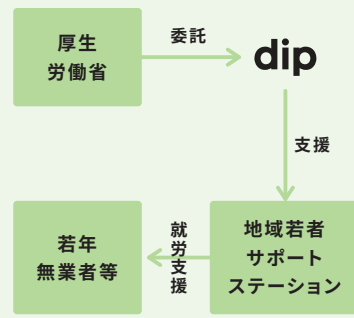 厚生
労働省
委託
dip
支援
地域若者
サポート
ステーション
就労支援
若年
無業者等